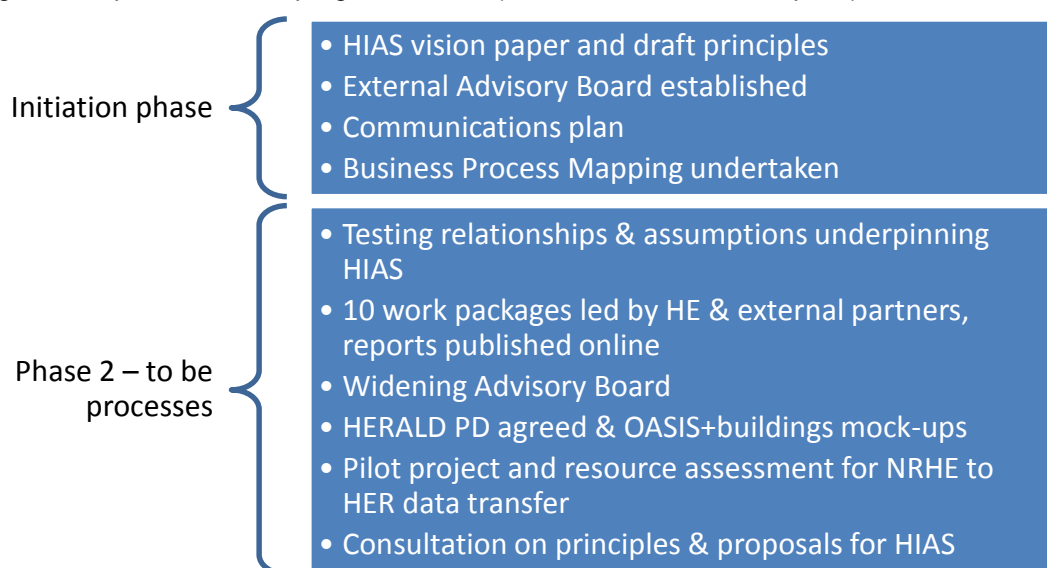 Initiation phase
• HIAS vision paper and draft principles
• External Advisory Board established
• Communications plan
• Business Process Mapping undertaken
Phase 2 – to be
processes
• Testing relationships & assumptions underpinning
HIAS
• 10 work packages led by HE & external partners,
reports published online
• Widening Advisory Board
• HERALD PD agreed & OASIS+buildings mock-ups
• Pilot project and resource assessment for NRHE to
HER data transfer
• Consultation on principles & proposals for HIAS